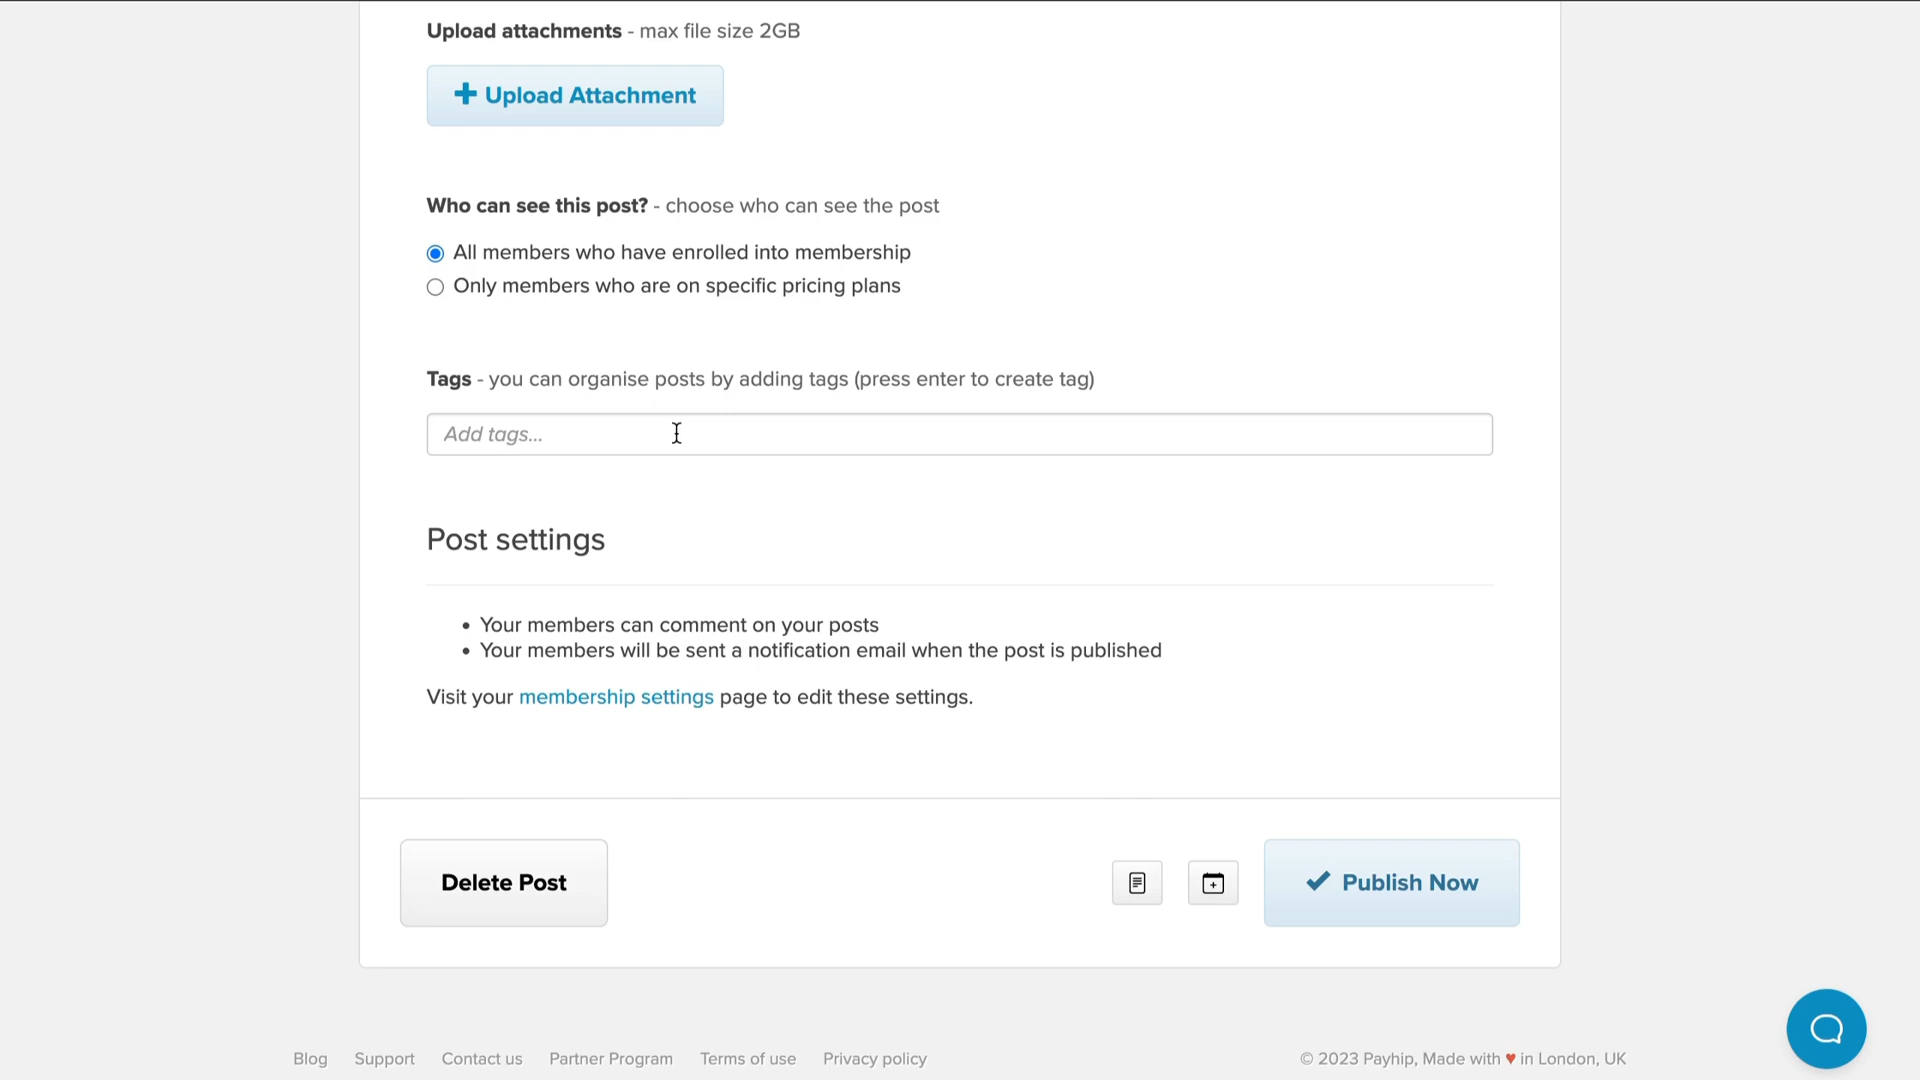 Upload attachments - max file size 2GB
Upload Attachment
Who can see this post? - choose who can see the post
All members who have enrolled into membership
Only members who are on specific pricing plans
Tags - you can organise posts by adding tags (press enter to create tag)
Add tags...
Post settings
• Your members can comment on your posts
• Your members will be sent a notification email when the post is published
Visit your membership settings page to edit these settings.
Delete Post
Publish Now
Blog Support Contact us Partner Program Terms of use Privacy policy
© 2023 Payhip, Made with ♥ in London, UK